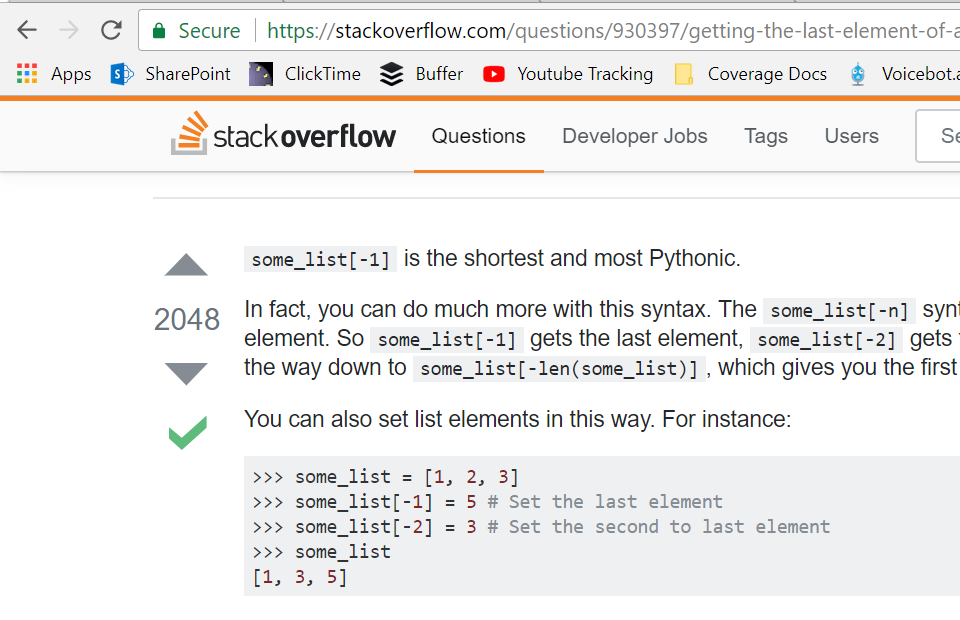 Secure https://stackoverflow.com/questions/930397/getting-the-last-element-of-a
Apps SharePoint ClickTime Buffer Youtube Tracking Coverage Docs Voicebot.a
stackoverflow Questions Developer Jobs Tags Users Se
some_list[-1] is the shortest and most Pythonic.
2048
In fact, you can do much more with this syntax. The some_list[-n] synt
element. So some_list[-1] gets the last element, some_list[-2] gets
the way down to some_list[-len(some_list)], which gives you the first
You can also set list elements in this way. For instance:
>>> some_list = [1, 2, 3]
>>> some_list[-1] = 5 # Set the last element
>>> some_list[-2] = 3 # Set the second to last element
>>> some_list
[1, 3, 5]